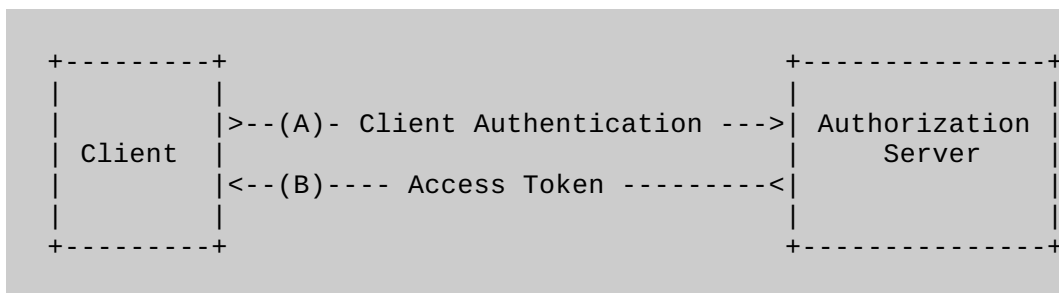 +---------+                                  +---------------+
|         |                                  |               |
|         |>--(A)- Client Authentication --->| Authorization |
| Client  |                                  |     Server    |
|         |<--(B)---- Access Token ---------<|               |
|         |                                  |               |
+---------+                                  +---------------+